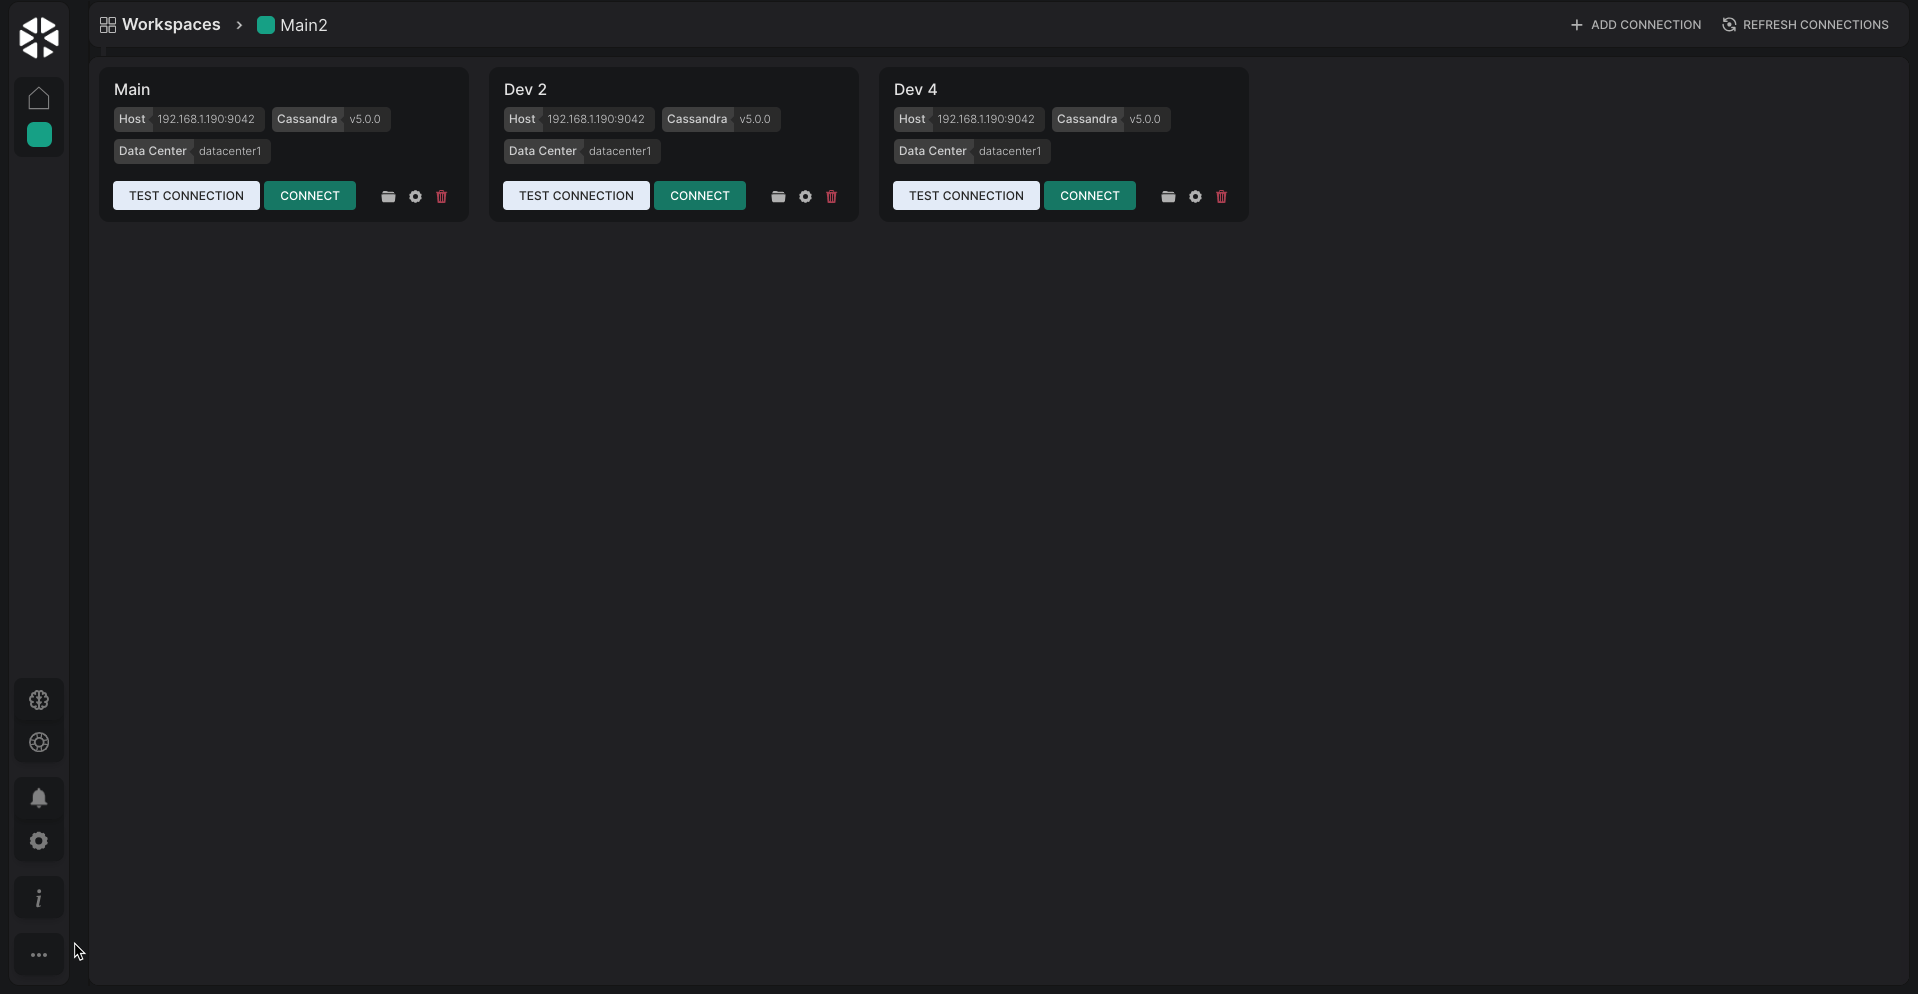 Workspaces > Main2
ADD CONNECTION REFRESH CONNECTIONS
Main
Host 192.168.1.190:9042 Cassandra v5.0.0
Data Center datacenter1
TEST CONNECTION CONNECT
Dev 2
Host 192.168.1.190:9042 Cassandra v5.0.0
Data Center datacenter1
TEST CONNECTION CONNECT
Dev 4
Host 192.168.1.190:9042 Cassandra v5.0.0
Data Center datacenter1
TEST CONNECTION CONNECT